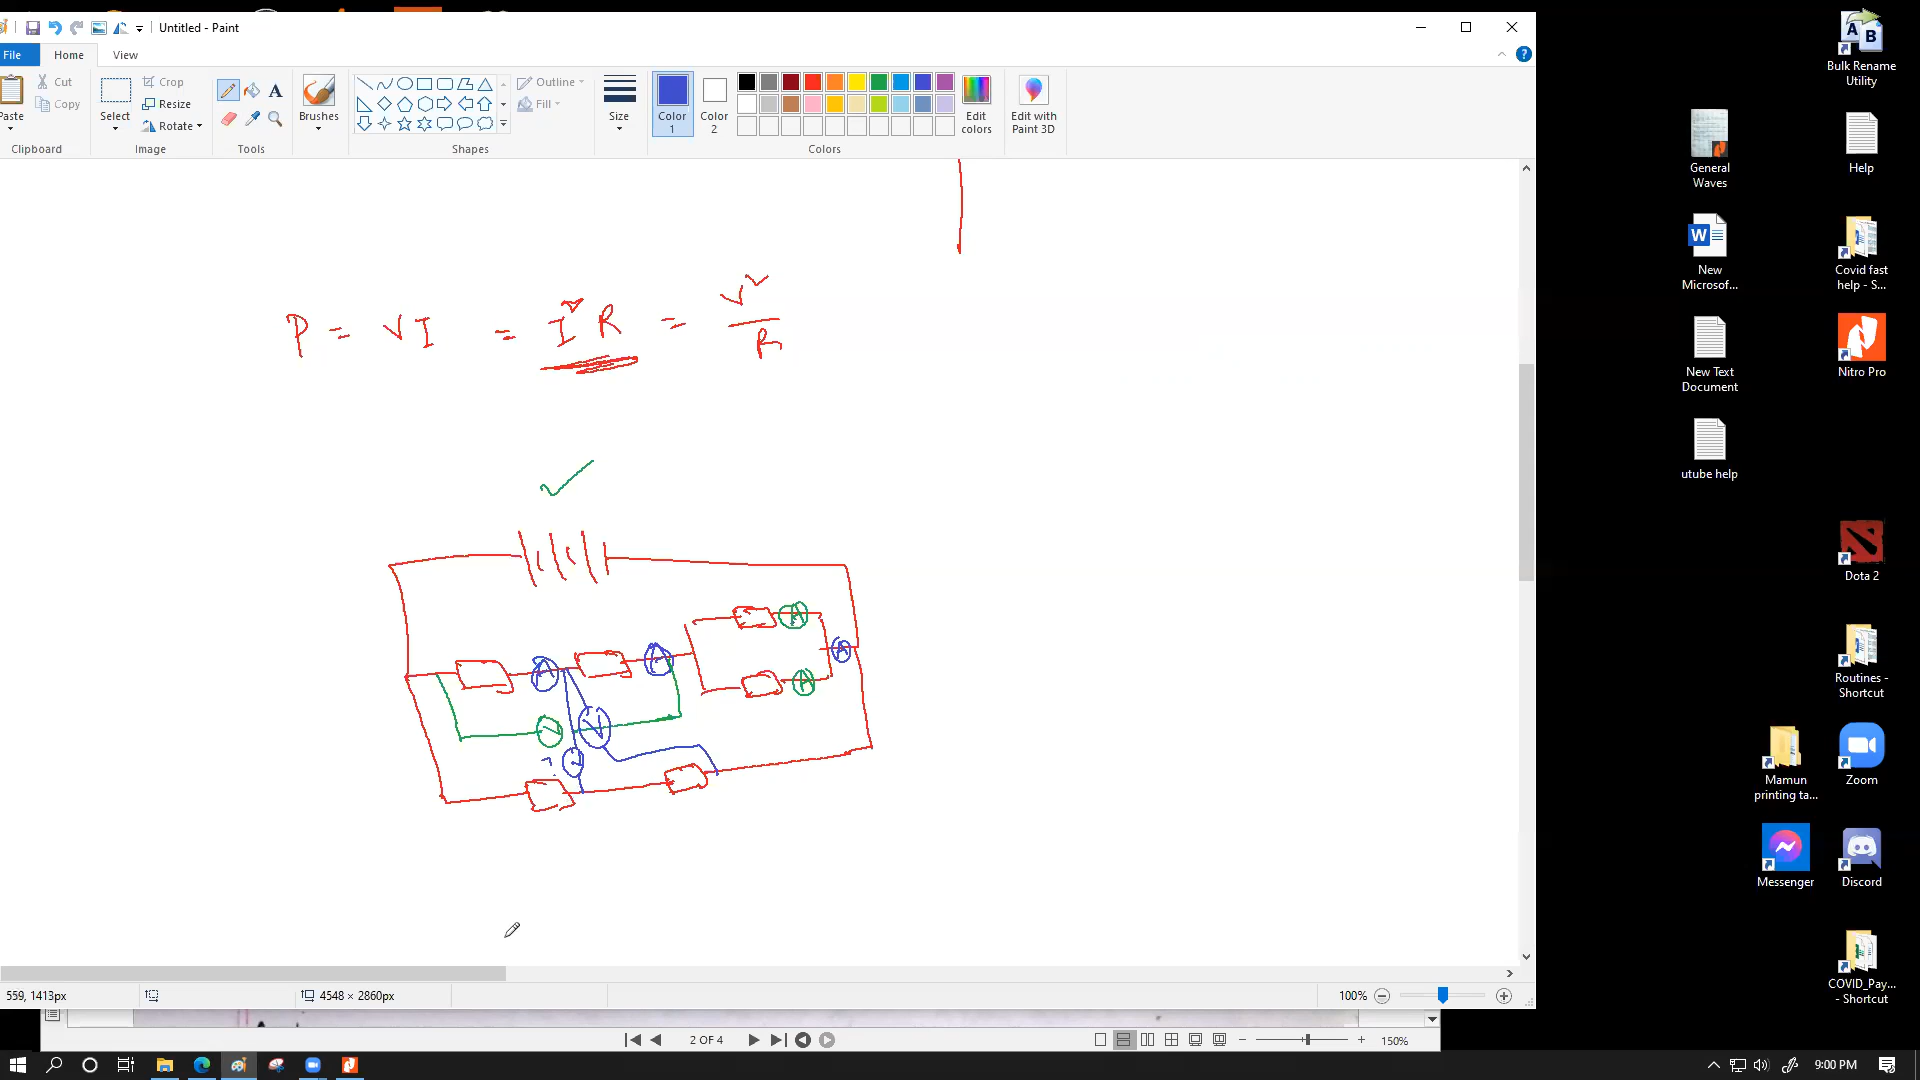 Untitled - Paint
File Home View
Paste
Cut
Copy
Clipboard
Select
Crop
Resize
Rotate
Image
A
Tools
Brushes
Outline
Fill
Shapes
Size
Color 1
Color 2
Edit colors
Colors
Edit with Paint 3D
P = VI = I² R = V² / R
A
A A
A A
V
V
V
?
559, 1413px
4548 × 2860px
100%
2 OF 4
150%
Bulk Rename Utility
General Waves
Help
New Microsof...
Covid fast help - S...
New Text Document
Nitro Pro
utube help
Dota 2
Routines - Shortcut
Mamun printing ta...
Zoom
Messenger
Discord
COVID_Pay... - Shortcut
9:00 PM